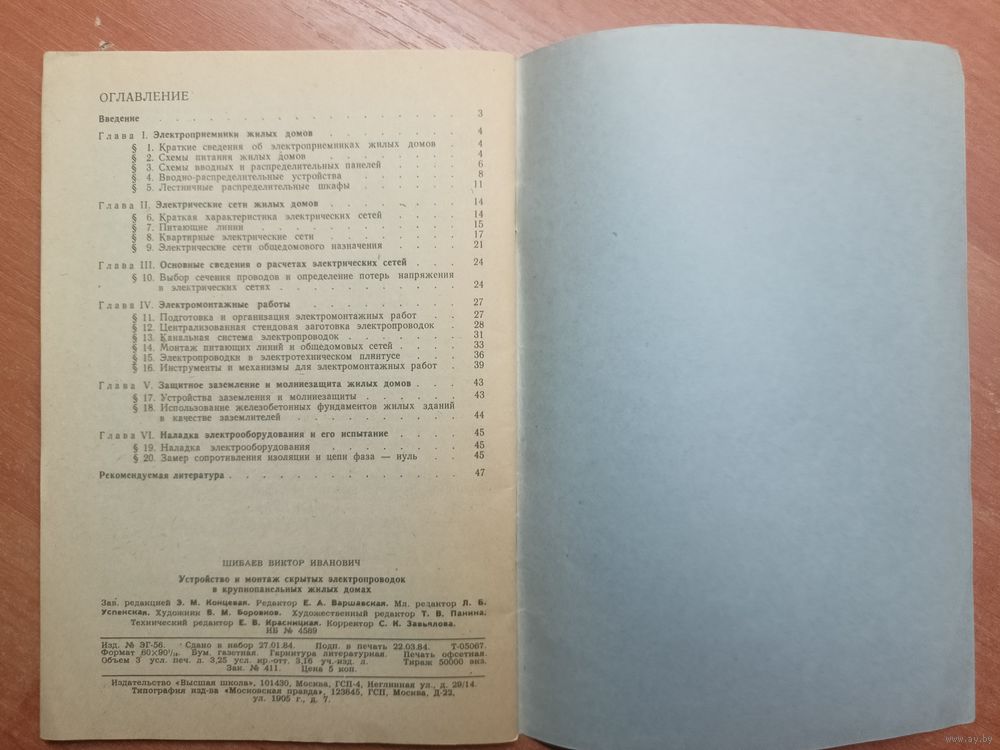 ОГЛАВЛЕНИЕ
Введение . . . . . . . . . . . . . . . 3
Глава I. Электроприемники жилых домов . . . . . . . 4
§ 1. Краткие сведения об электроприемниках жилых домов . 4
§ 2. Схемы питания жилых домов . . . . . . . 4
§ 3. Схемы вводных и распределительных панелей . . . . 6
§ 4. Вводно-распределительные устройства . . . . . 8
§ 5. Лестничные распределительные шкафы . . . . . 11
Глава II. Электрические сети жилых домов . . . . . . . 14
§ 6. Краткая характеристика электрических сетей . . . . 14
§ 7. Питающие линии . . . . . . . . . . 15
§ 8. Квартирные электрические сети . . . . . . 17
§ 9. Электрические сети общедомового назначения . . . . 21
Глава III. Основные сведения о расчетах электрических сетей . . . 24
§ 10. Выбор сечения проводов и определение потерь напряжения
в электрических сетях . . . . . . . . . 24
Глава IV. Электромонтажные работы . . . . . . . 27
§ 11. Подготовка и организация электромонтажных работ . . 27
§ 12. Централизованная стендовая заготовка электропроводок . 28
§ 13. Канальная система электропроводок . . . . . . 31
§ 14. Монтаж питающих линий и общедомовых сетей . . . . 33
§ 15. Электропроводки в электротехническом плинтусе . . . 36
§ 16. Инструменты и механизмы для электромонтажных работ . 39
Глава V. Защитное заземление и молниезащита жилых домов . . . 43
§ 17. Устройства заземления и молниезащиты . . . . . 43
§ 18. Использование железобетонных фундаментов жилых зданий
в качестве заземлителей . . . . . . . . 44
Глава VI. Наладка электрооборудования и его испытание . . . . 45
§ 19. Наладка электрооборудования . . . . . . . 45
§ 20. Замер сопротивления изоляции и цепи фаза — нуль . . 45
Рекомендуемая литература . . . . . . . . . . . 47
ШИБАЕВ ВИКТОР ИВАНОВИЧ
Устройство и монтаж скрытых электропроводок
в крупнопанельных жилых домах
Зав. редакцией Э. М. Концевая. Редактор Е. А. Варшавская. Мл. редактор Л. Б.
Успенская. Художник В. М. Боровков. Художественный редактор Т. В. Панина.
Технический редактор Е. В. Красницкая. Корректор С. К. Завьялова.
ИБ № 4589
Изд. № ЭГ-56. Сдано в набор 27.01.84. Подп. в печать 22.03.84. Т-05067.
Формат 60×90¹/₁₆. Бум. газетная. Гарнитура литературная. Печать офсетная.
Объем 3 усл. печ. л. 3,25 усл. кр.-отт. 3,16 уч.-изд. л. Тираж 50000 экз.
Зак. № 411. Цена 5 коп.
Издательство «Высшая школа», 101430, Москва, ГСП-4, Неглинная ул., д. 29/14.
Типография изд-ва «Московская правда», 123845, ГСП, Москва, Д-22,
ул. 1905 г., д. 7.
www.ay.by